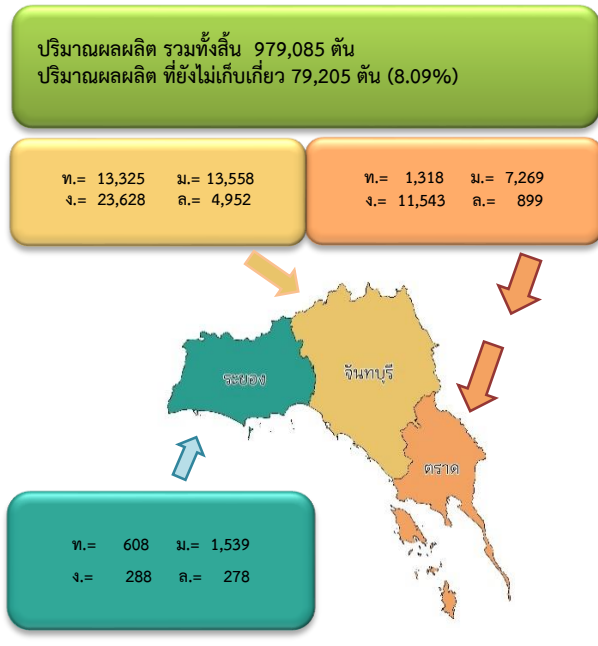 ปริมาณผลผลิต รวมทั้งสิ้น 979,085 ตัน
ปริมาณผลผลิต ที่ยังไม่เก็บเกี่ยว 79,205 ตัน (8.09%)
ท.= 13,325 ม.= 13,558
ง.= 23,628 ล.= 4,952
ท.= 1,318 ม.= 7,269
ง.= 11,543 ล.= 899
จันทบุรี
ระยอง
ตราด
ท.= 608 ม.= 1,539
ง.= 288 ล.= 278